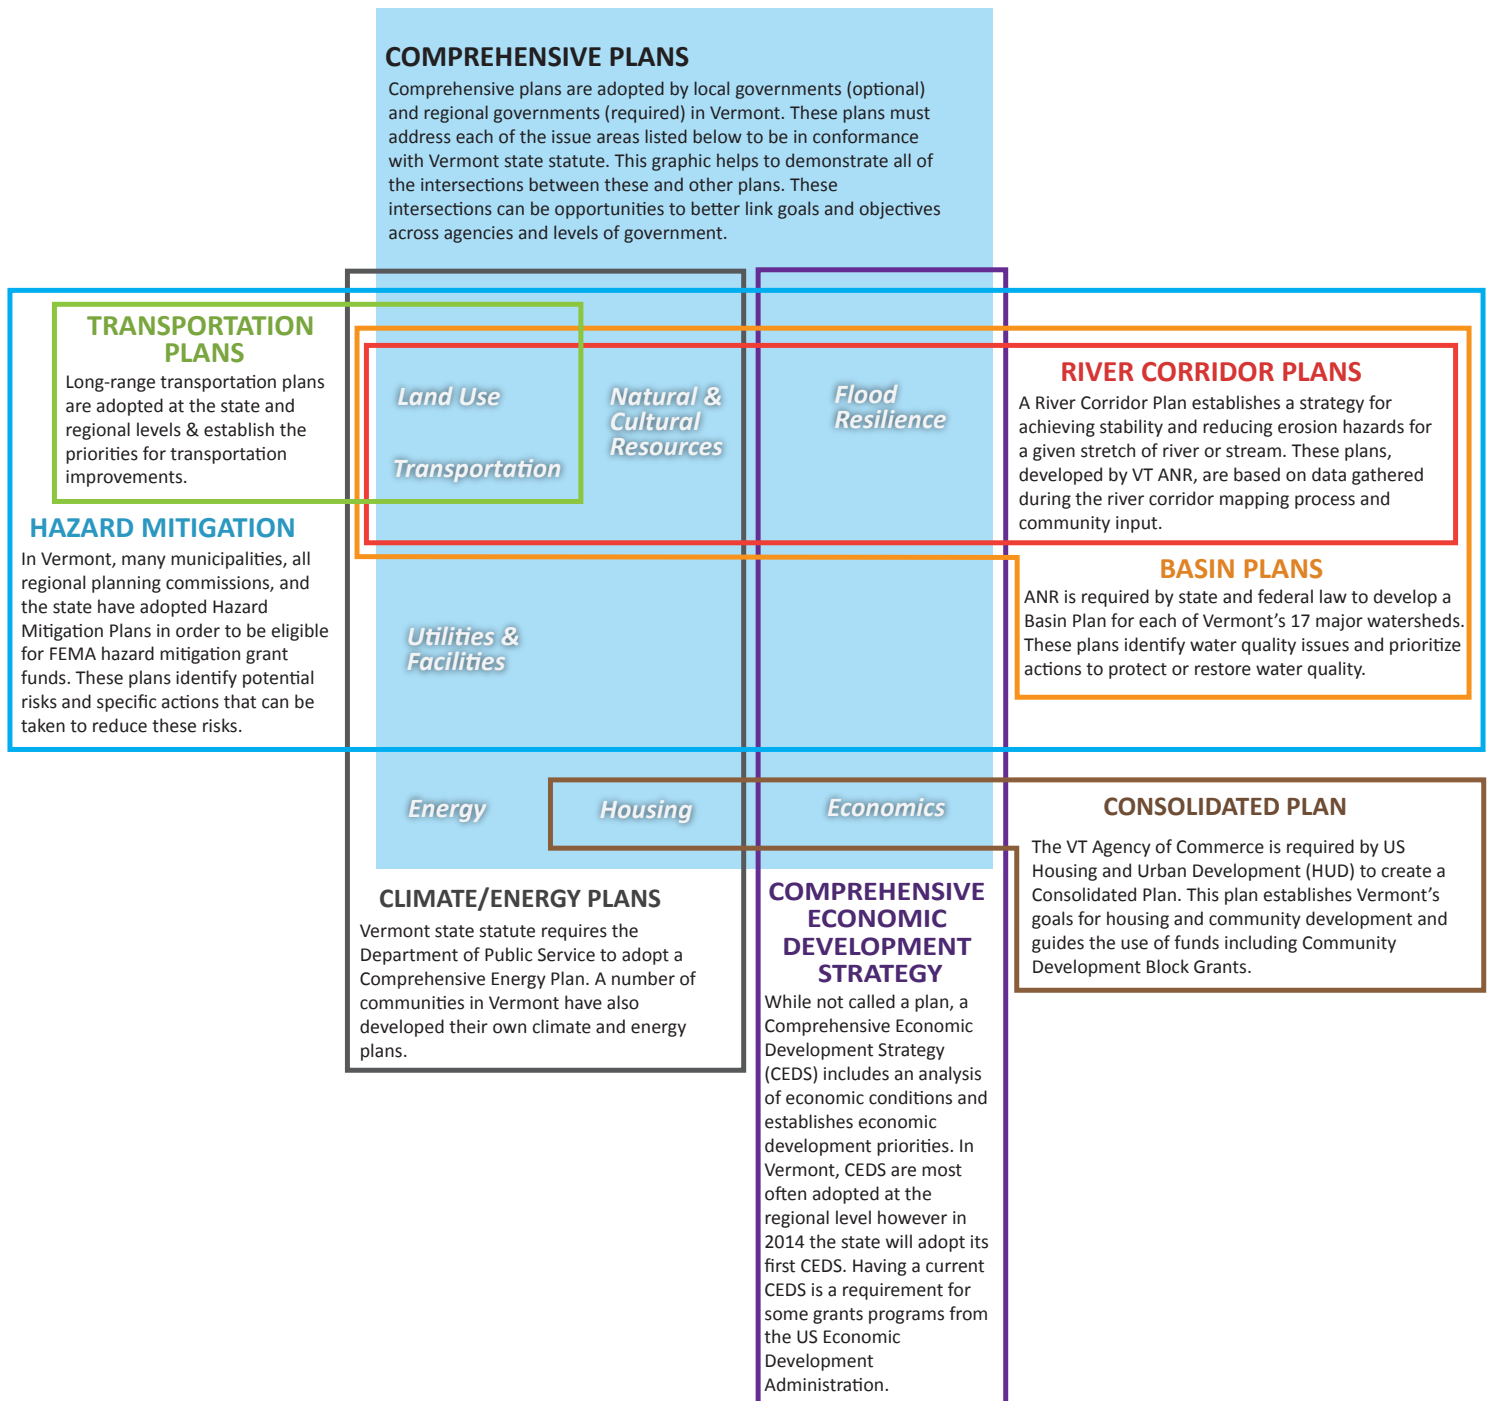 COMPREHENSIVE PLANS
Comprehensive plans are adopted by local governments (optional)
and regional governments (required) in Vermont. These plans must
address each of the issue areas listed below to be in conformance
with Vermont state statute. This graphic helps to demonstrate all of
the intersections between these and other plans. These
intersections can be opportunities to better link goals and objectives
across agencies and levels of government.
TRANSPORTATION
PLANS
Long-range transportation plans
are adopted at the state and
regional levels & establish the
priorities for transportation
improvements.
Land Use
Transportation
Natural &
Cultural
Resources
Flood
Resilience
RIVER CORRIDOR PLANS
A River Corridor Plan establishes a strategy for
achieving stability and reducing erosion hazards for
a given stretch of river or stream. These plans,
developed by VT ANR, are based on data gathered
during the river corridor mapping process and
community input.
HAZARD MITIGATION
In Vermont, many municipalities, all
regional planning commissions, and
the state have adopted Hazard
Mitigation Plans in order to be eligible
for FEMA hazard mitigation grant
funds. These plans identify potential
risks and specific actions that can be
taken to reduce these risks.
Utilities &
Facilities
BASIN PLANS
ANR is required by state and federal law to develop a
Basin Plan for each of Vermont's 17 major watersheds.
These plans identify water quality issues and prioritize
actions to protect or restore water quality.
Energy
Housing
Economics
CONSOLIDATED PLAN
The VT Agency of Commerce is required by US
Housing and Urban Development (HUD) to create a
Consolidated Plan. This plan establishes Vermont's
goals for housing and community development and
guides the use of funds including Community
Development Block Grants.
CLIMATE/ENERGY PLANS
Vermont state statute requires the
Department of Public Service to adopt a
Comprehensive Energy Plan. A number of
communities in Vermont have also
developed their own climate and energy
plans.
COMPREHENSIVE
ECONOMIC
DEVELOPMENT
STRATEGY
While not called a plan, a
Comprehensive Economic
Development Strategy
(CEDS) includes an analysis
of economic conditions and
establishes economic
development priorities. In
Vermont, CEDS are most
often adopted at the
regional level however in
2014 the state will adopt its
first CEDS. Having a current
CEDS is a requirement for
some grants programs from
the US Economic
Development
Administration.